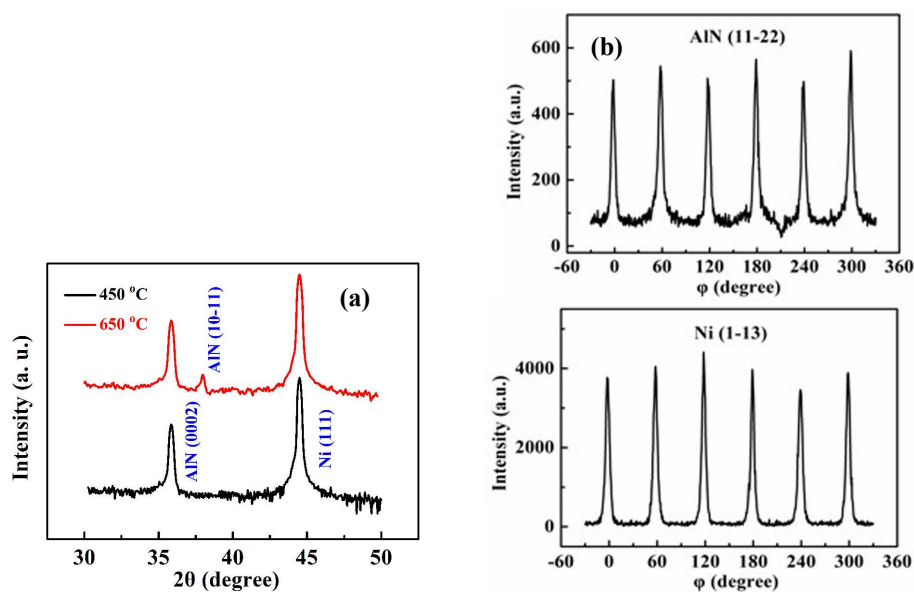 (a)
450 °C
650 °C
AlN (10-11)
AlN (0002)
Ni (111)
Intensity (a. u.)
30 35 40 45 50
2θ (degree)
(b)
AlN (11-22)
600
400
200
0
Intensity (a.u.)
-60 0 60 120 180 240 300 360
φ (degree)
Ni (1-13)
4000
2000
0
Intensity (a.u.)
-60 0 60 120 180 240 300 360
φ (degree)